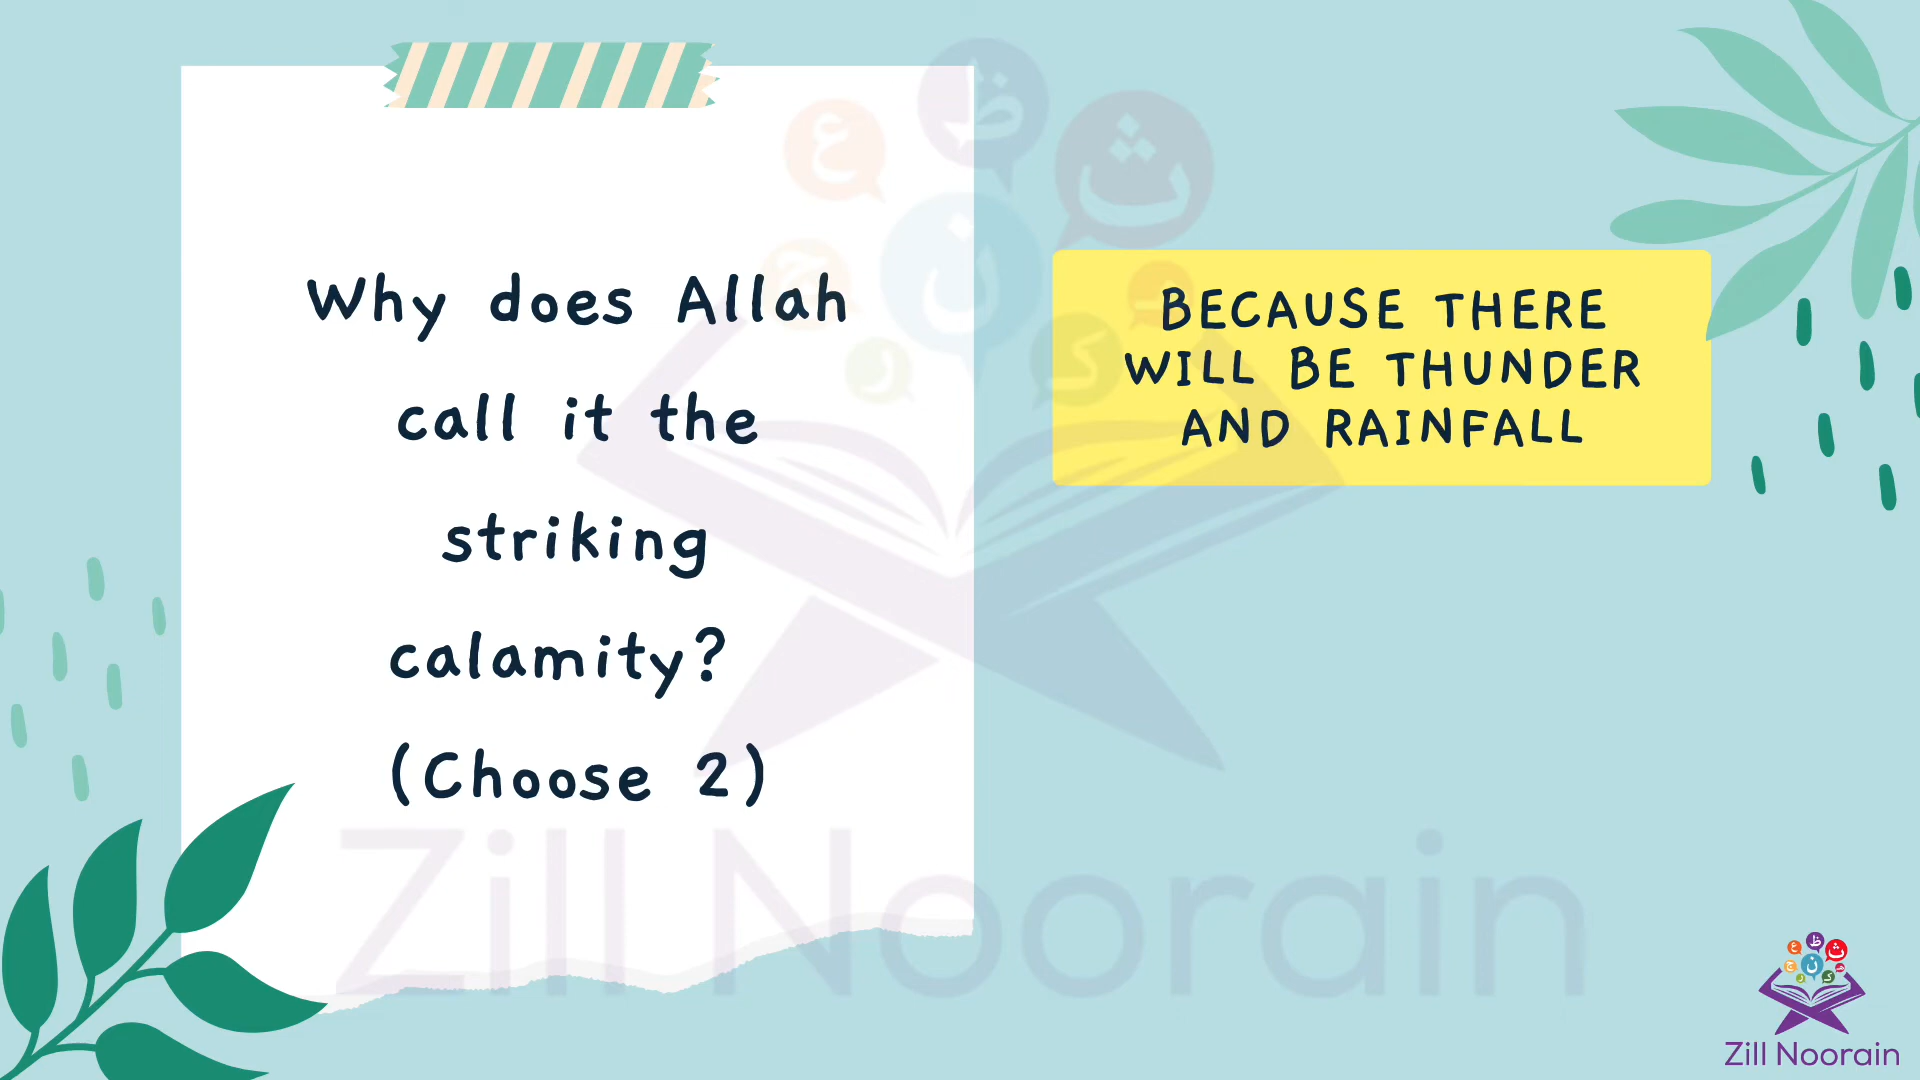 Why does Allah
call it the
striking
calamity?
(Choose 2)
BECAUSE THERE
WILL BE THUNDER
AND RAINFALL
ع
ظ
ث
ن
ج
ر
ك
Zill Noorain
Zill Noorain